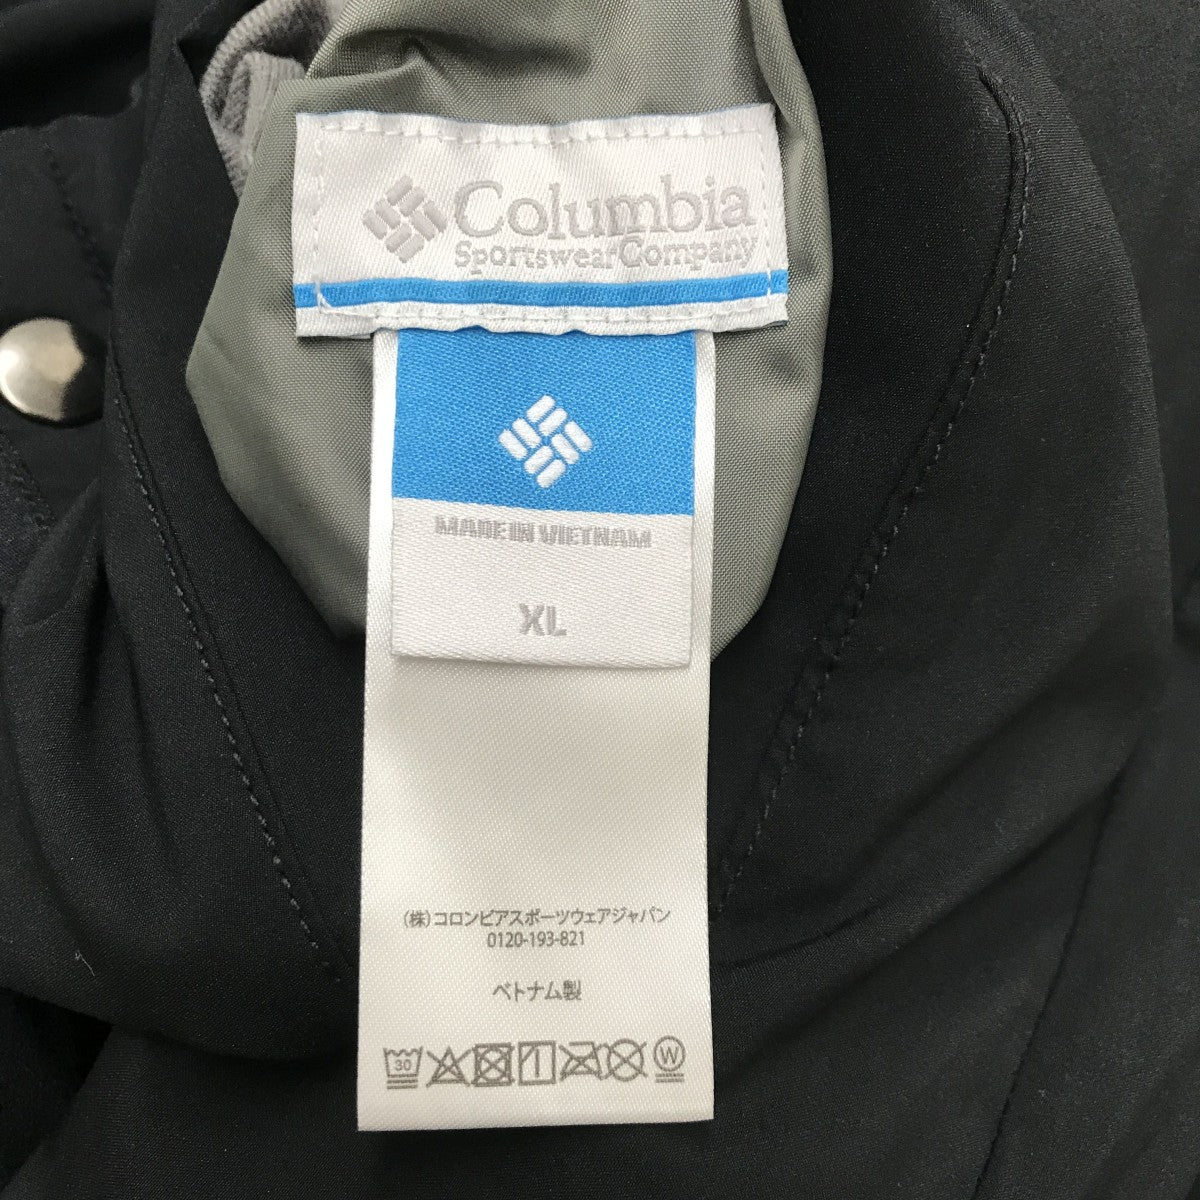 Columbia
Sportswear Company
MADE IN VIETNAM
XL
(株)コロンビアスポーツウェアジャパン
0120-193-821
ベトナム製
30
W